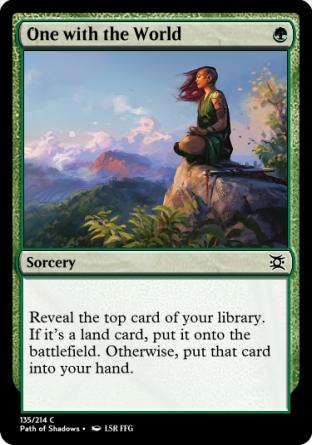 One with the World
Sorcery
Reveal the top card of your library.
If it's a land card, put it onto the
battlefield. Otherwise, put that card
into your hand.
135/214 C
Path of Shadows • LSR FFG